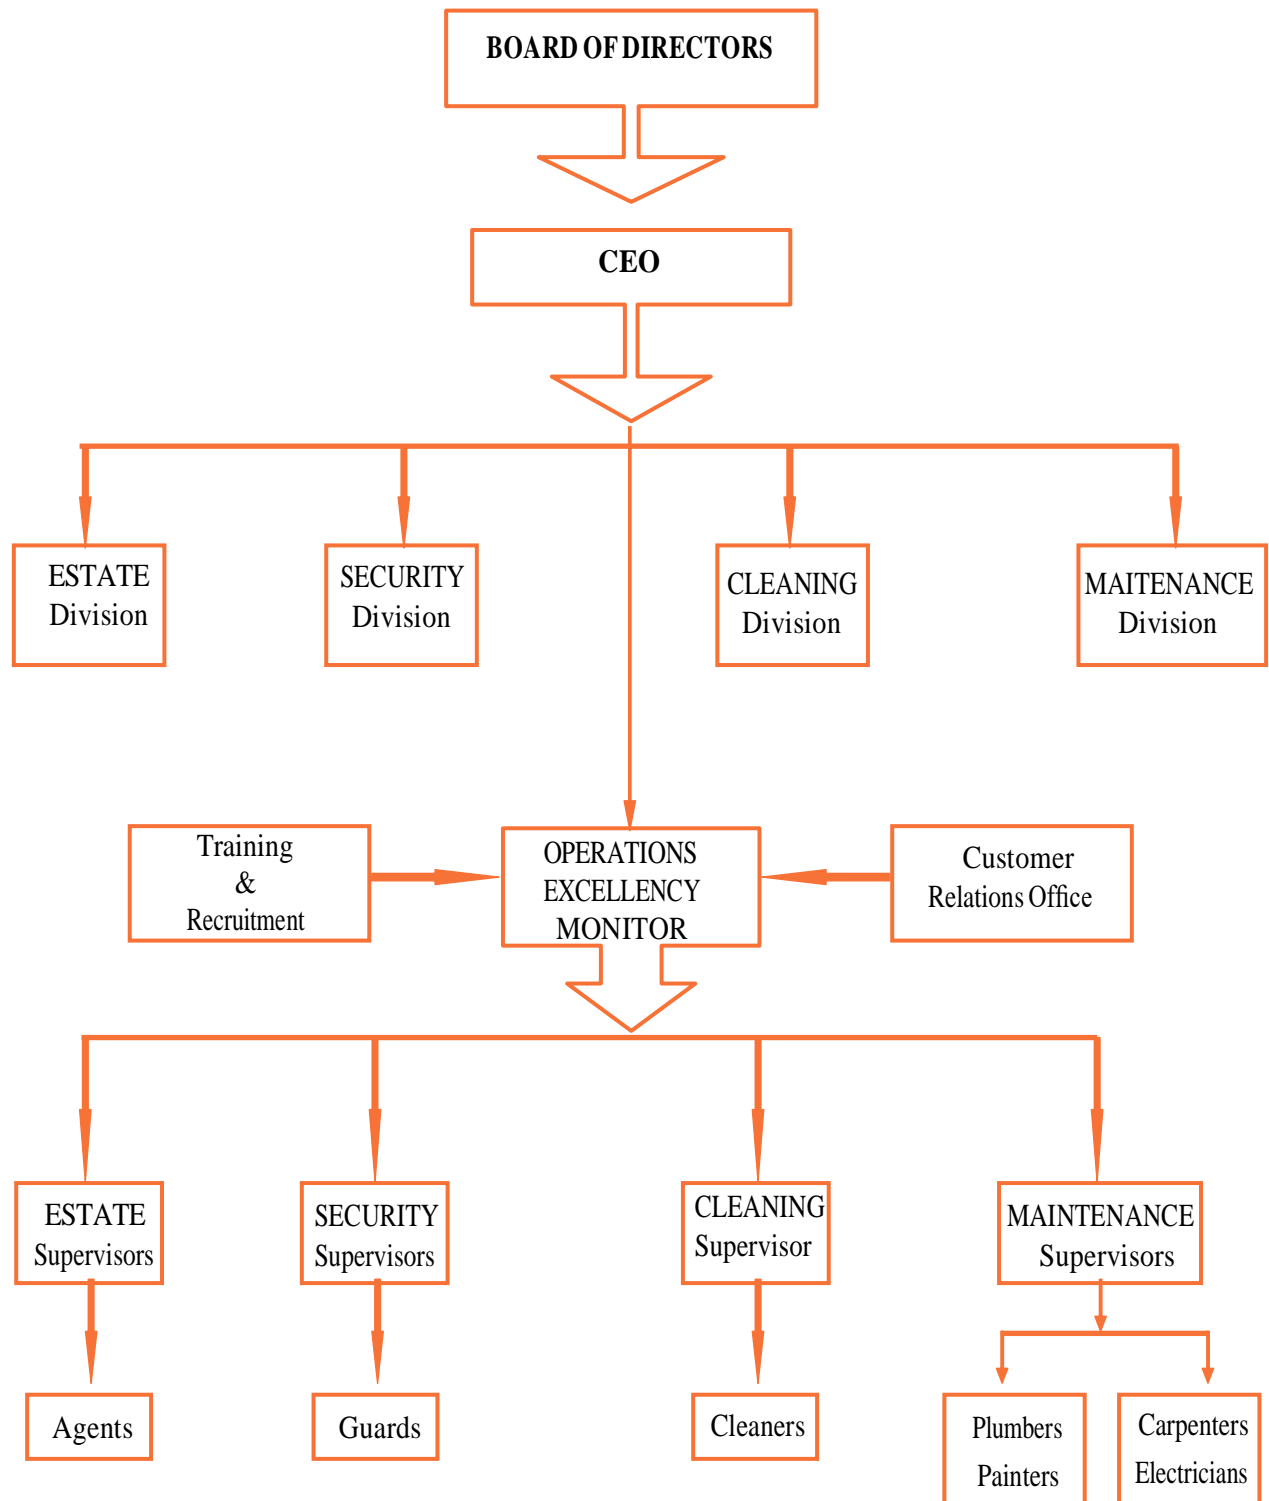 BOARD OF DIRECTORS
CEO
ESTATE
Division
SECURITY
Division
CLEANING
Division
MAITENANCE
Division
Training
&
Recruitment
OPERATIONS
EXCELLENCY
MONITOR
Customer
Relations Office
ESTATE
Supervisors
SECURITY
Supervisors
CLEANING
Supervisor
MAINTENANCE
Supervisors
Agents
Guards
Cleaners
Plumbers
Painters
Carpenters
Electricians